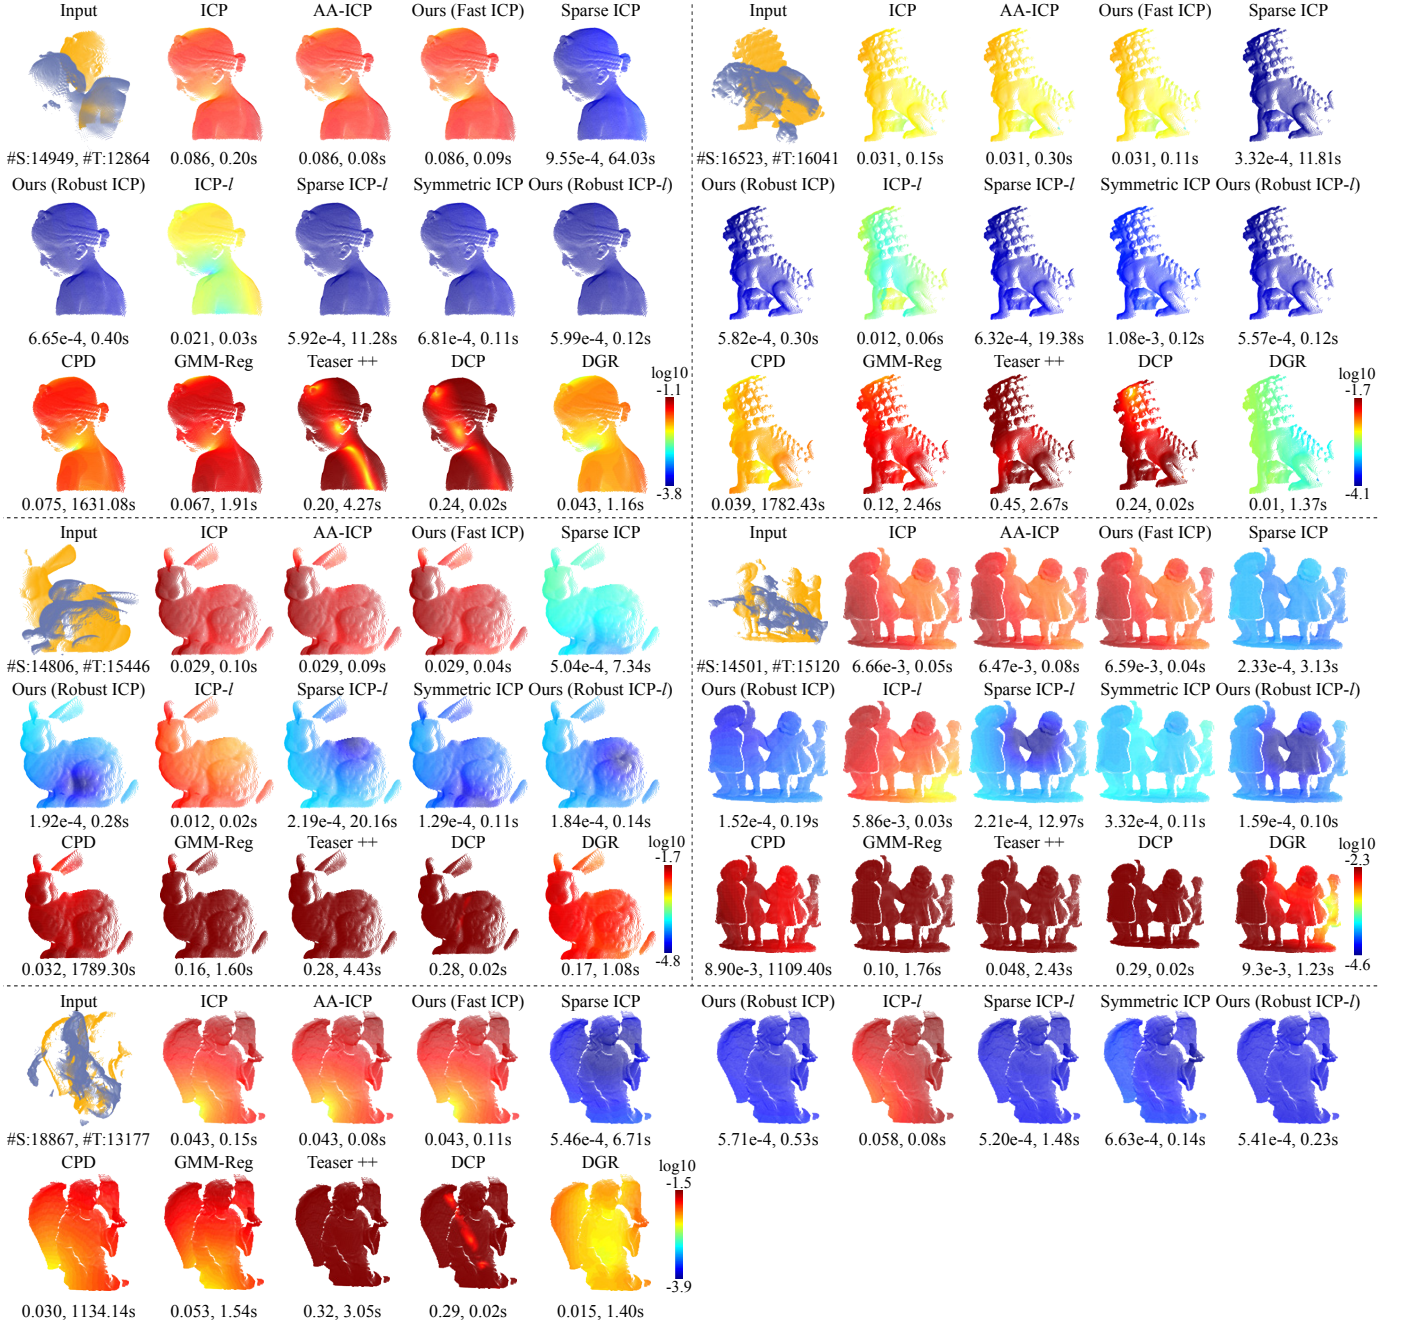 Input ICP AA-ICP Ours (Fast ICP) Sparse ICP
#S:14949, #T:12864 0.086, 0.20s 0.086, 0.08s 0.086, 0.09s 9.55e-4, 64.03s
Ours (Robust ICP) ICP-l Sparse ICP-l Symmetric ICP Ours (Robust ICP-l)
6.65e-4, 0.40s 0.021, 0.03s 5.92e-4, 11.28s 6.81e-4, 0.11s 5.99e-4, 0.12s
CPD GMM-Reg Teaser ++ DCP DGR
log10
-1.1
-3.8
0.075, 1631.08s 0.067, 1.91s 0.20, 4.27s 0.24, 0.02s 0.043, 1.16s
Input ICP AA-ICP Ours (Fast ICP) Sparse ICP
#S:16523, #T:16041 0.031, 0.15s 0.031, 0.30s 0.031, 0.11s 3.32e-4, 11.81s
Ours (Robust ICP) ICP-l Sparse ICP-l Symmetric ICP Ours (Robust ICP-l)
5.82e-4, 0.30s 0.012, 0.06s 6.32e-4, 19.38s 1.08e-3, 0.12s 5.57e-4, 0.12s
CPD GMM-Reg Teaser ++ DCP DGR
log10
-1.7
-4.1
0.039, 1782.43s 0.12, 2.46s 0.45, 2.67s 0.24, 0.02s 0.01, 1.37s
Input ICP AA-ICP Ours (Fast ICP) Sparse ICP
#S:14806, #T:15446 0.029, 0.10s 0.029, 0.09s 0.029, 0.04s 5.04e-4, 7.34s
Ours (Robust ICP) ICP-l Sparse ICP-l Symmetric ICP Ours (Robust ICP-l)
1.92e-4, 0.28s 0.012, 0.02s 2.19e-4, 20.16s 1.29e-4, 0.11s 1.84e-4, 0.14s
CPD GMM-Reg Teaser ++ DCP DGR
log10
-1.7
-4.8
0.032, 1789.30s 0.16, 1.60s 0.28, 4.43s 0.28, 0.02s 0.17, 1.08s
Input ICP AA-ICP Ours (Fast ICP) Sparse ICP
#S:14501, #T:15120 6.66e-3, 0.05s 6.47e-3, 0.08s 6.59e-3, 0.04s 2.33e-4, 3.13s
Ours (Robust ICP) ICP-l Sparse ICP-l Symmetric ICP Ours (Robust ICP-l)
1.52e-4, 0.19s 5.86e-3, 0.03s 2.21e-4, 12.97s 3.32e-4, 0.11s 1.59e-4, 0.10s
CPD GMM-Reg Teaser ++ DCP DGR
log10
-2.3
-4.6
8.90e-3, 1109.40s 0.10, 1.76s 0.048, 2.43s 0.29, 0.02s 9.3e-3, 1.23s
Input ICP AA-ICP Ours (Fast ICP) Sparse ICP Ours (Robust ICP) ICP-l Sparse ICP-l Symmetric ICP Ours (Robust ICP-l)
#S:18867, #T:13177 0.043, 0.15s 0.043, 0.08s 0.043, 0.11s 5.46e-4, 6.71s 5.71e-4, 0.53s 0.058, 0.08s 5.20e-4, 1.48s 6.63e-4, 0.14s 5.41e-4, 0.23s
CPD GMM-Reg Teaser ++ DCP DGR
log10
-1.5
-3.9
0.030, 1134.14s 0.053, 1.54s 0.32, 3.05s 0.29, 0.02s 0.015, 1.40s